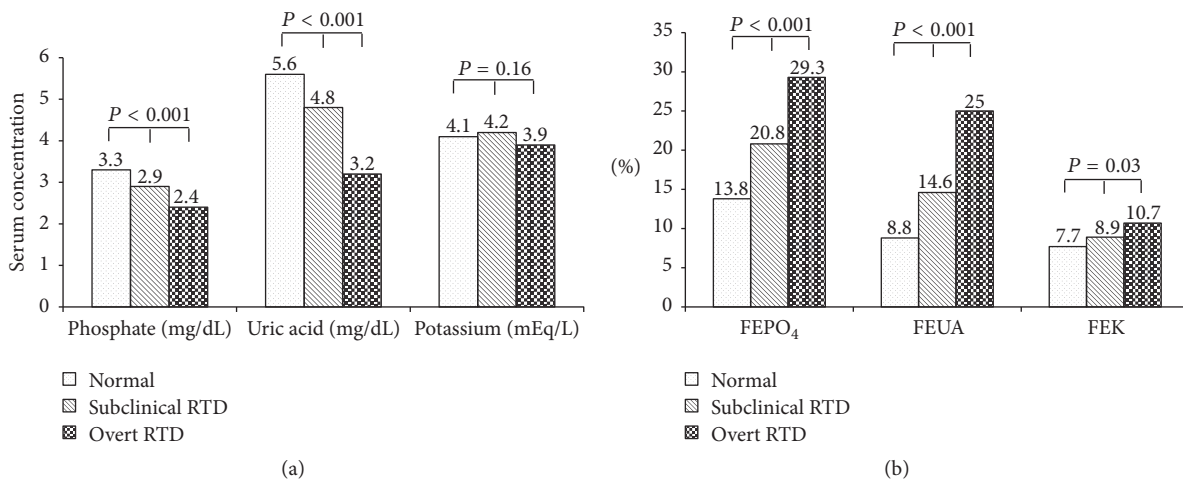 P < 0.001
P < 0.001
P = 0.16
Serum concentration
6
5
4
3
2
1
0
3.3
2.9
2.4
5.6
4.8
3.2
4.1
4.2
3.9
Phosphate (mg/dL)
Uric acid (mg/dL)
Potassium (mEq/L)
Normal
Subclinical RTD
Overt RTD
(a)
P < 0.001
P < 0.001
P = 0.03
(%)
35
30
25
20
15
10
5
0
13.8
20.8
29.3
8.8
14.6
25
7.7
8.9
10.7
FEPO₄
FEUA
FEK
Normal
Subclinical RTD
Overt RTD
(b)